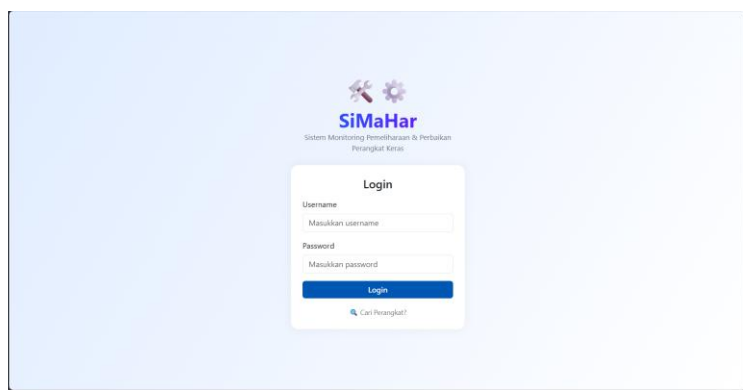 SiMaHar
Sistem Monitoring Pemeliharaan & Perbaikan
Perangkat Keras
Login
Username
Masukkan username
Password
Masukkan password
Login
Cari Perangkat?